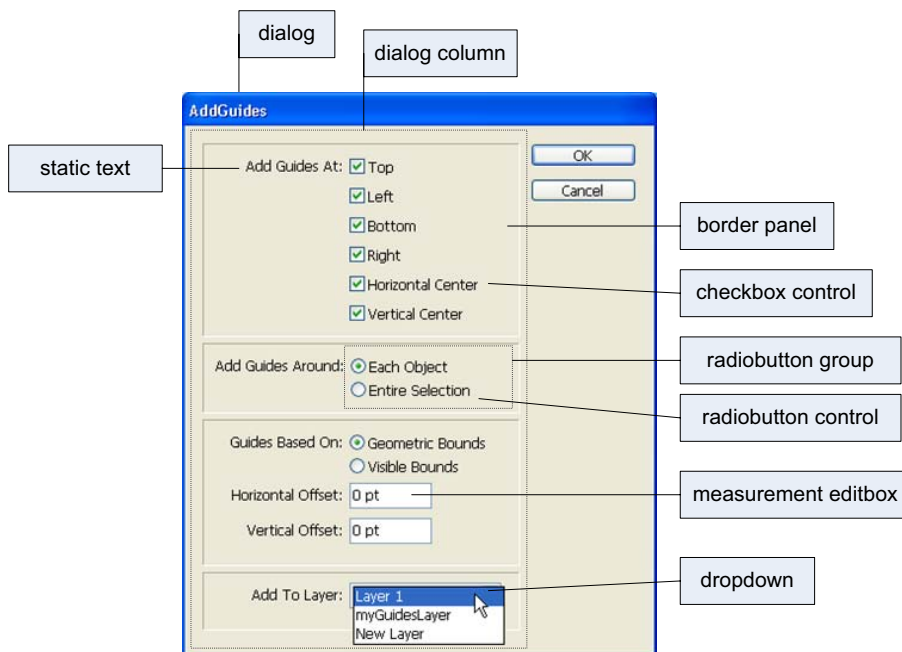 dialog
dialog column
AddGuides
static text
Add Guides At:
Top
Left
Bottom
Right
Horizontal Center
Vertical Center
OK
Cancel
border panel
checkbox control
Add Guides Around:
Each Object
Entire Selection
radiobutton group
radiobutton control
Guides Based On:
Geometric Bounds
Visible Bounds
Horizontal Offset: 0 pt
Vertical Offset: 0 pt
measurement editbox
Add To Layer:
Layer 1
myGuidesLayer
New Layer
dropdown